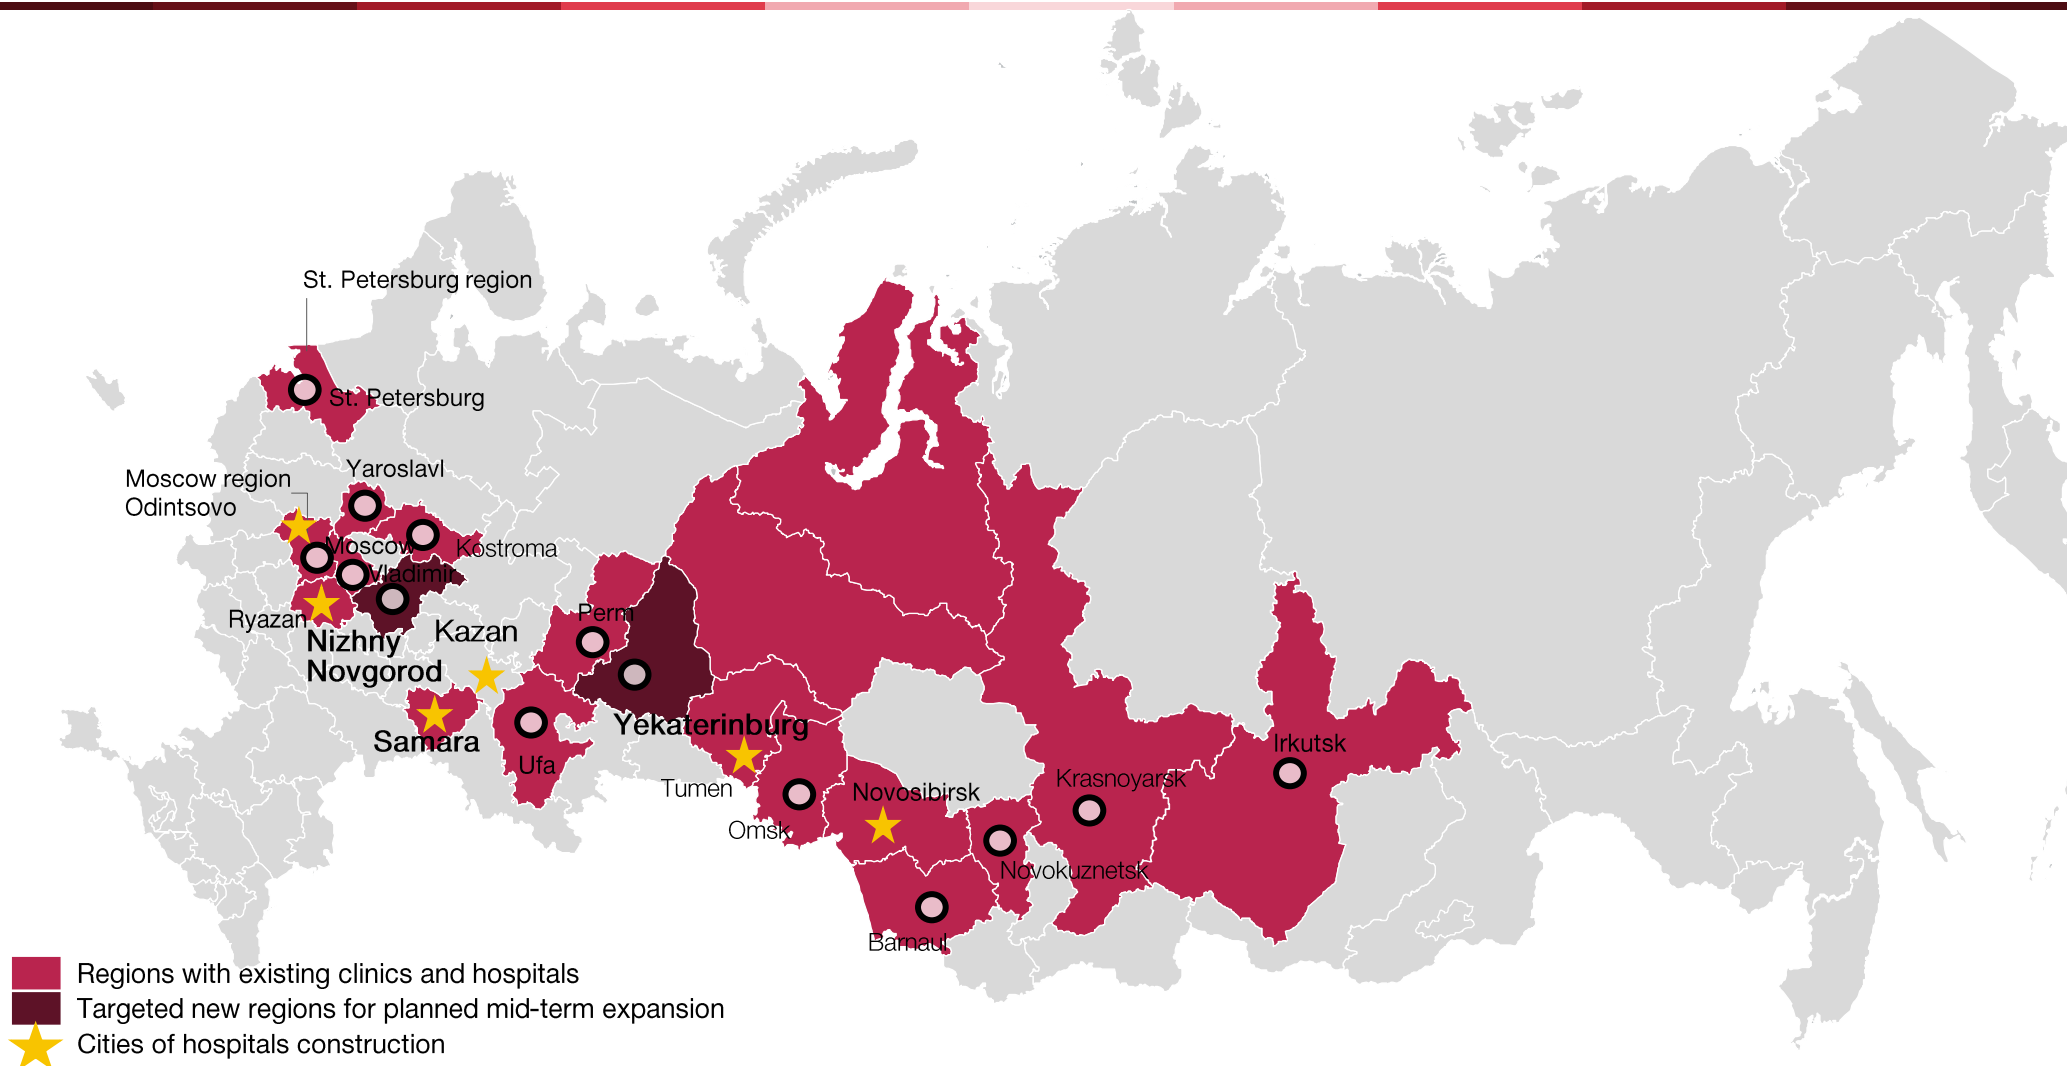 St. Petersburg region
St. Petersburg
Yaroslavl
Moscow region
Odintsovo
Moscow
Kostroma
Vladimir
Ryazan
Nizhny
Novgorod
Kazan
Perm
Samara
Ufa
Yekaterinburg
Tumen
Omsk
Novosibirsk
Krasnoyarsk
Irkutsk
Novokuznetsk
Barnaul
Regions with existing clinics and hospitals
Targeted new regions for planned mid-term expansion
Cities of hospitals construction